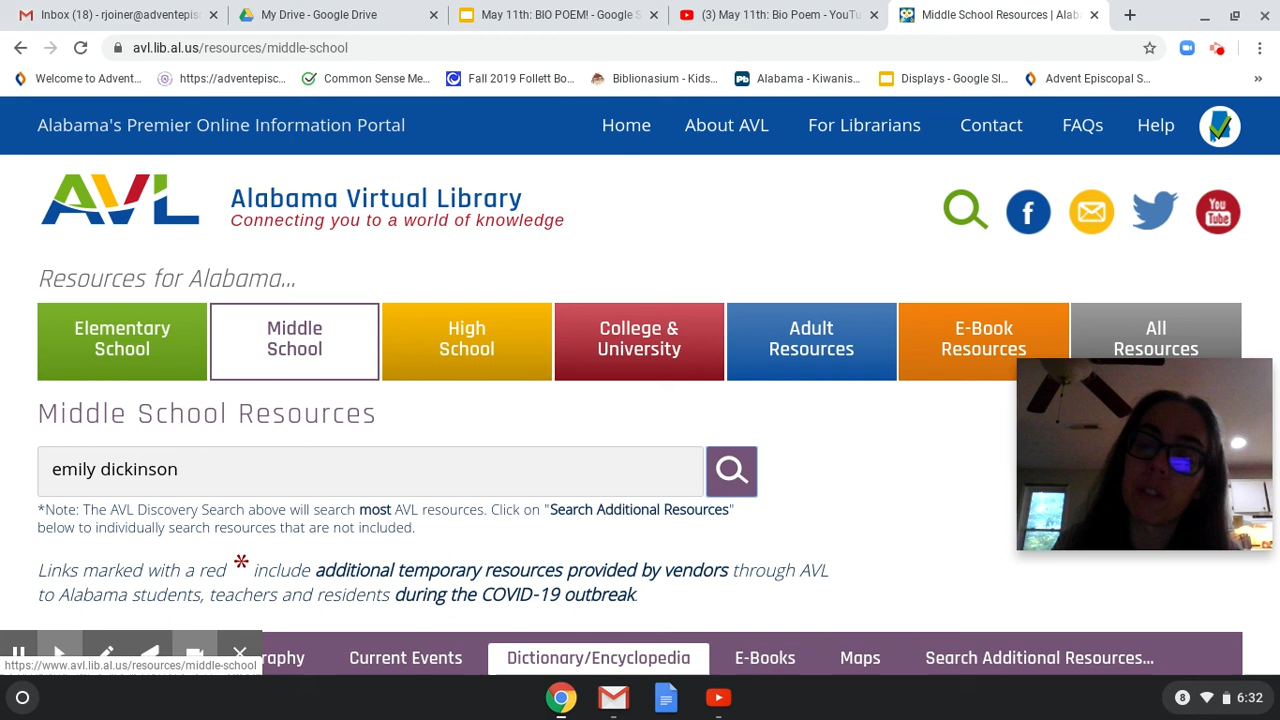 Inbox (18) - rjoiner@adventepis
My Drive - Google Drive
May 11th: BIO POEM! - Google S
(3) May 11th: Bio Poem - YouTu
Middle School Resources | Alab
avl.lib.al.us/resources/middle-school
Welcome to Advent...
https://adventepisc...
Common Sense Me...
Fall 2019 Follett Bo...
Biblionasium - Kids...
Alabama - Kiwanis...
Displays - Google Sl...
Advent Episcopal S...
»
Alabama's Premier Online Information Portal
Home
About AVL
For Librarians
Contact
FAQs
Help
AVL
Alabama Virtual Library
Connecting you to a world of knowledge
You
Tube
Resources for Alabama...
Elementary
School
Middle
School
High
School
College &
University
Adult
Resources
E-Book
Resources
All
Resources
Middle School Resources
emily dickinson
*Note: The AVL Discovery Search above will search most AVL resources. Click on "Search Additional Resources"
below to individually search resources that are not included.
Links marked with a red * include additional temporary resources provided by vendors through AVL
to Alabama students, teachers and residents during the COVID-19 outbreak.
raphy
Current Events
Dictionary/Encyclopedia
E-Books
Maps
Search Additional Resources...
https://www.avl.lib.al.us/resources/middle-school
8
6:32